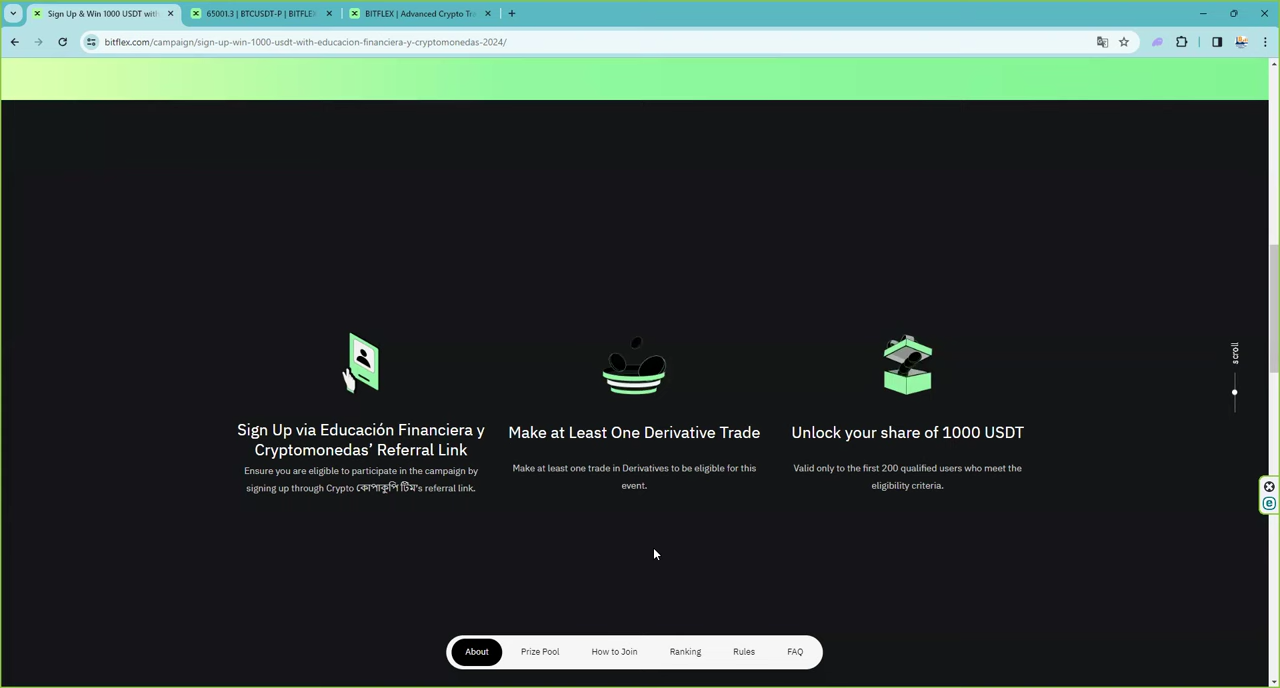 Sign Up & Win 1000 USDT with
65001.3 | BTCUSDT-P | BITFLEX
BITFLEX | Advanced Crypto Tra
bitflex.com/campaign/sign-up-win-1000-usdt-with-educacion-financiera-y-cryptomonedas-2024/
scroll
Sign Up via Educación Financiera y
Cryptomonedas’ Referral Link
Ensure you are eligible to participate in the campaign by
signing up through Crypto কোপাকুপি টিম's referral link.
Make at Least One Derivative Trade
Make at least one trade in Derivatives to be eligible for this
event.
Unlock your share of 1000 USDT
Valid only to the first 200 qualified users who meet the
eligibility criteria.
About Prize Pool How to Join Ranking Rules FAQ